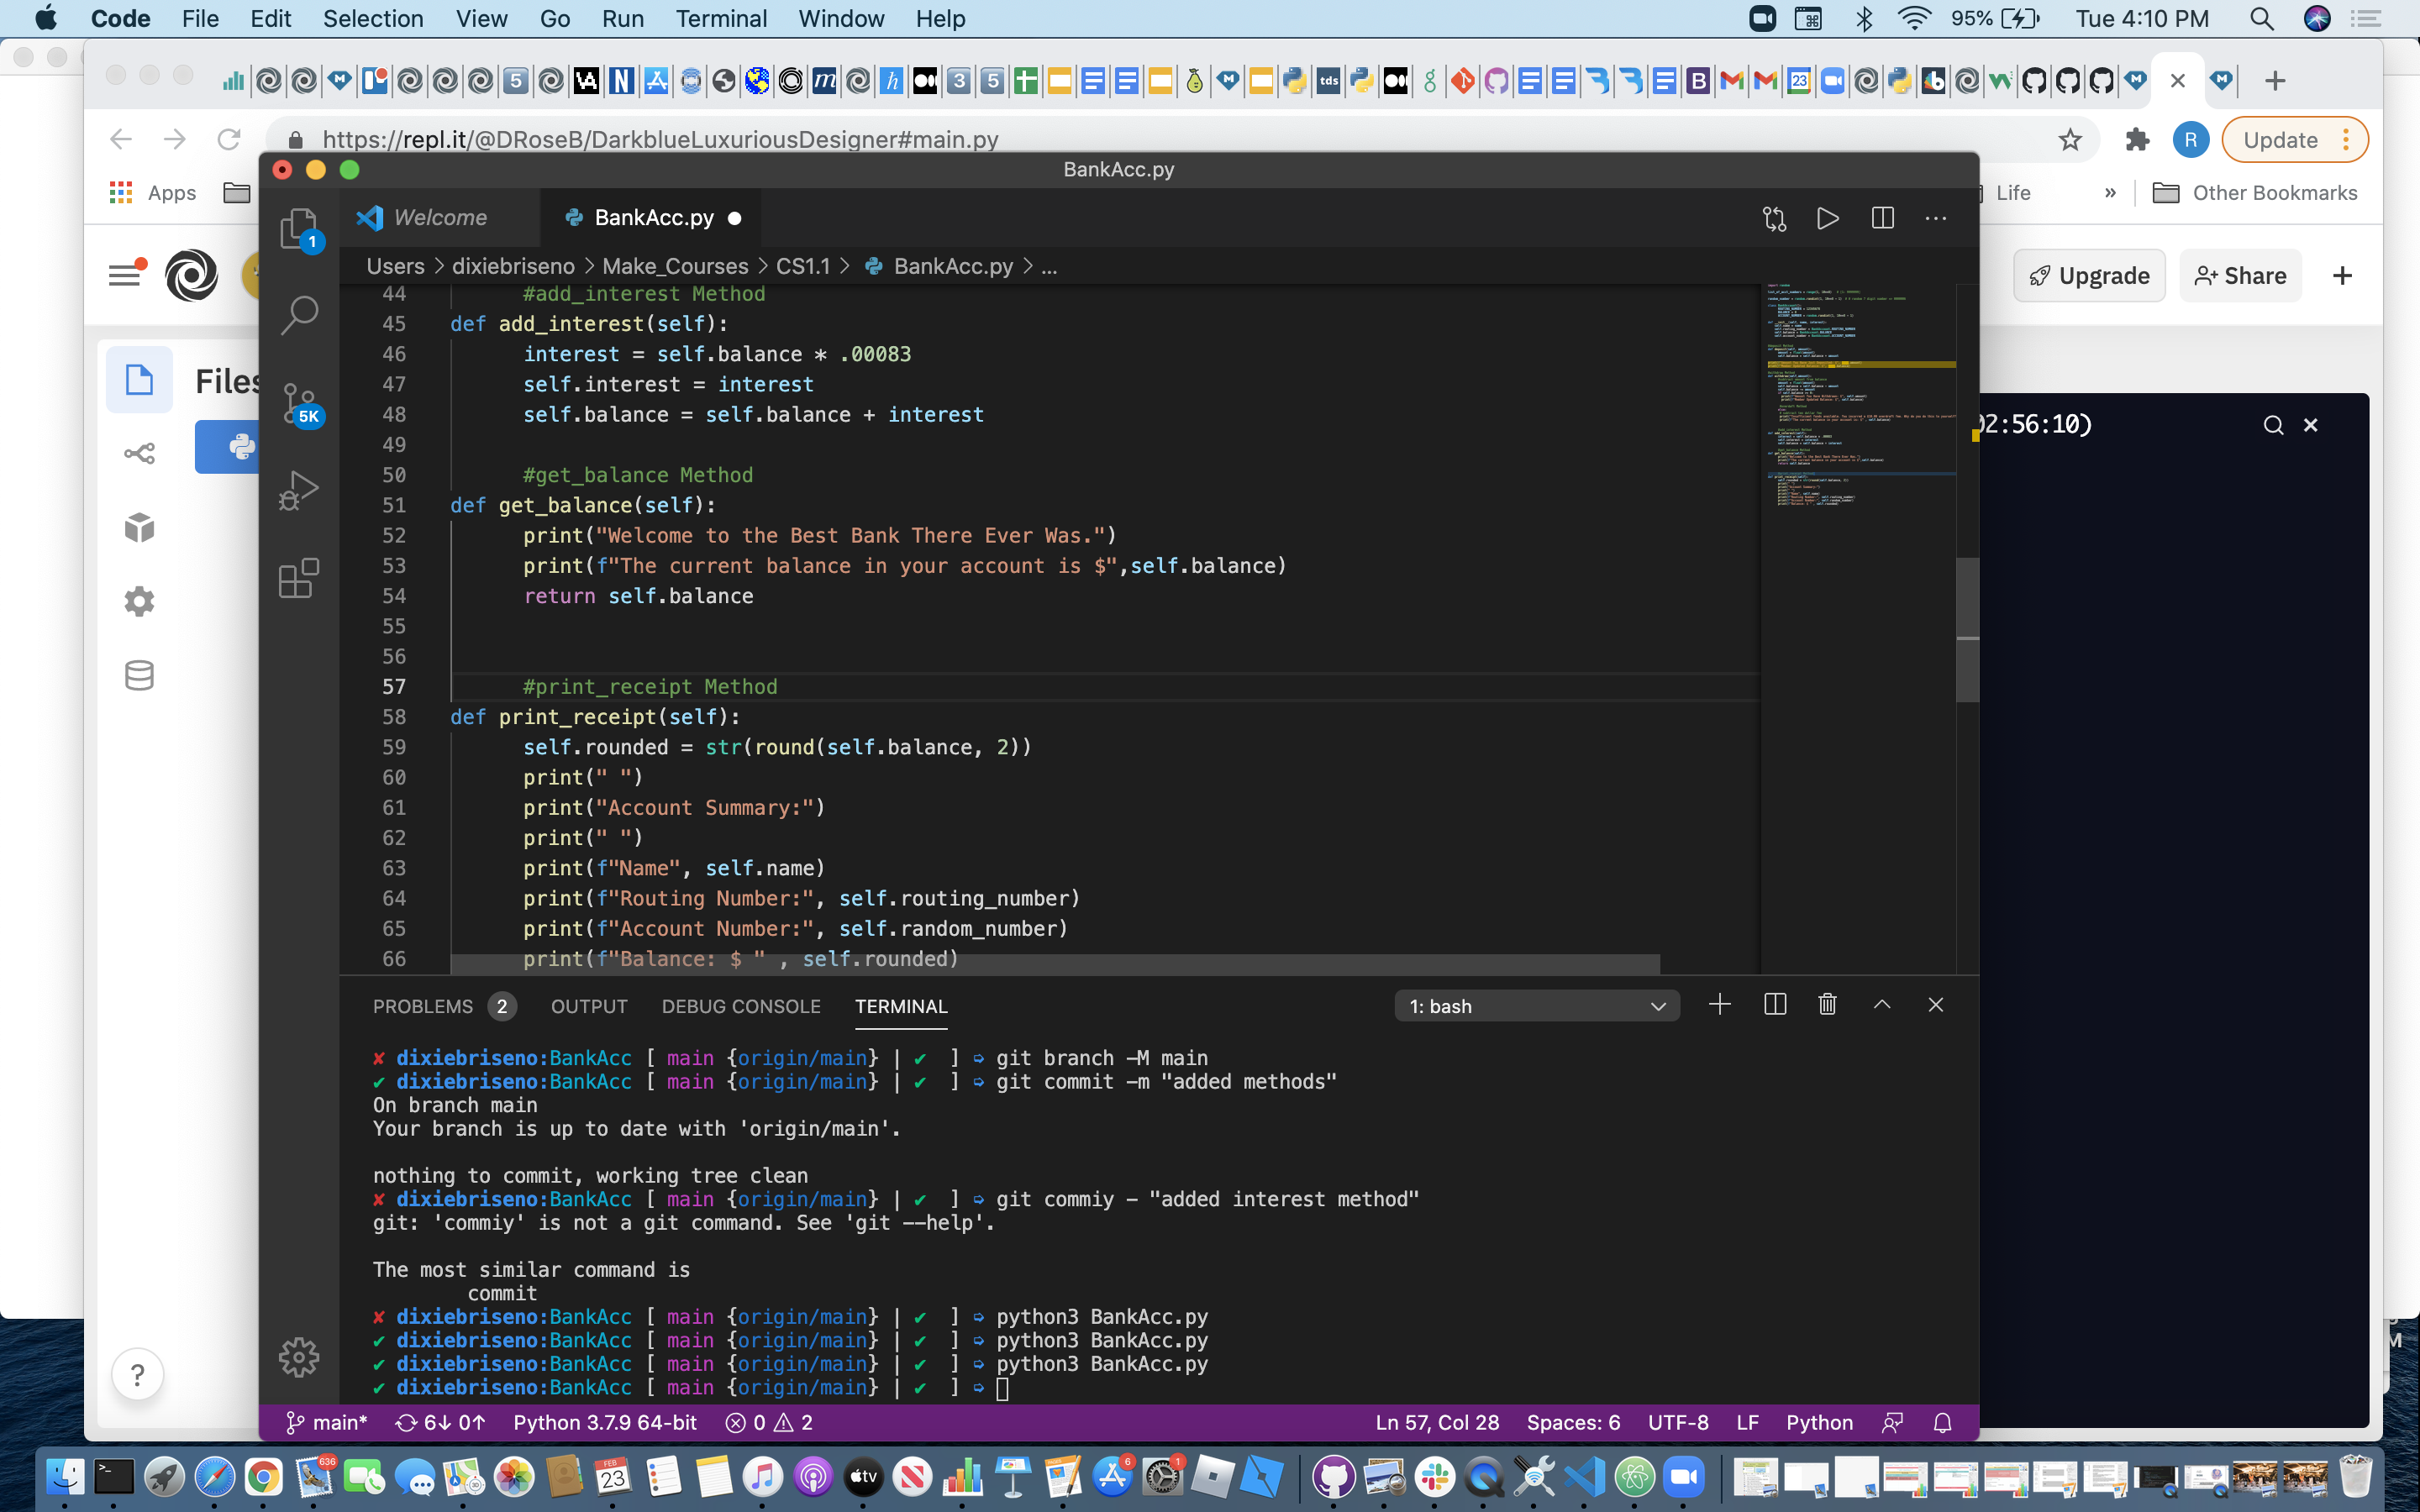 Code File Edit Selection View Go Run Terminal Window Help 95% Tue 4:10 PM
https://repl.it/@DRoseB/DarkblueLuxuriousDesigner#main.py
R Update
Apps Life » Other Bookmarks
BankAcc.py
Welcome BankAcc.py
Users > dixiebriseno > Make_Courses > CS1.1 > BankAcc.py > ...
Upgrade Share +
Files
02:56:10)
1
5K
44 #add_interest Method
45 def add_interest(self):
46 interest = self.balance * .00083
47 self.interest = interest
48 self.balance = self.balance + interest
49
50 #get_balance Method
51 def get_balance(self):
52 print("Welcome to the Best Bank There Ever Was.")
53 print(f"The current balance in your account is $",self.balance)
54 return self.balance
55
56
57 #print_receipt Method
58 def print_receipt(self):
59 self.rounded = str(round(self.balance, 2))
60 print(" ")
61 print("Account Summary:")
62 print(" ")
63 print(f"Name", self.name)
64 print(f"Routing Number:", self.routing_number)
65 print(f"Account Number:", self.random_number)
66 print(f"Balance: $ " , self.rounded)
PROBLEMS 2 OUTPUT DEBUG CONSOLE TERMINAL 1: bash
✘ dixiebriseno:BankAcc [ main {origin/main} | ✔ ] ➭ git branch -M main
✔ dixiebriseno:BankAcc [ main {origin/main} | ✔ ] ➭ git commit -m "added methods"
On branch main
Your branch is up to date with 'origin/main'.
nothing to commit, working tree clean
✘ dixiebriseno:BankAcc [ main {origin/main} | ✔ ] ➭ git commiy - "added interest method"
git: 'commiy' is not a git command. See 'git --help'.
The most similar command is
commit
✘ dixiebriseno:BankAcc [ main {origin/main} | ✔ ] ➭ python3 BankAcc.py
✔ dixiebriseno:BankAcc [ main {origin/main} | ✔ ] ➭ python3 BankAcc.py
✔ dixiebriseno:BankAcc [ main {origin/main} | ✔ ] ➭ python3 BankAcc.py
✔ dixiebriseno:BankAcc [ main {origin/main} | ✔ ] ➭
?
main* 6↓ 0↑ Python 3.7.9 64-bit 0 2 Ln 57, Col 28 Spaces: 6 UTF-8 LF Python
636 FEB 23 tv 6 1